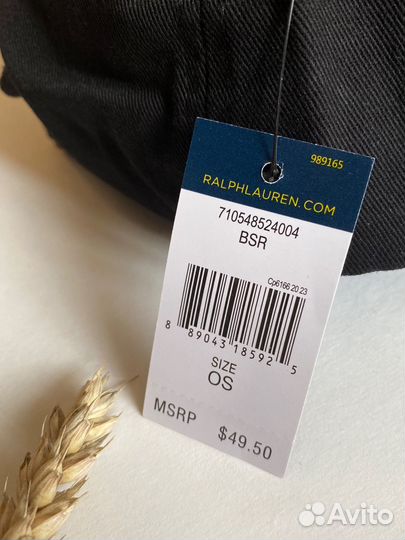 989165
RALPHLAUREN.COM
710548524004
BSR
Cp6166 20 23
8 89043 18592 5
SIZE
OS
MSRP $49.50
Avito